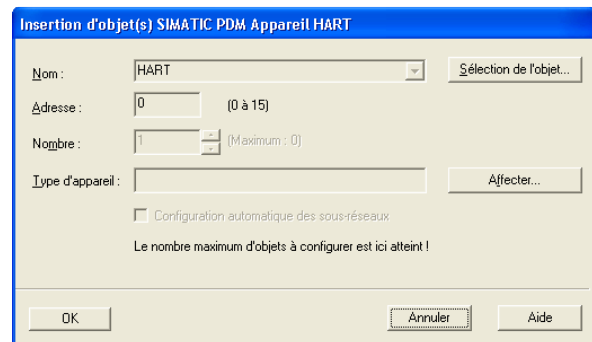 Insertion d'objet(s) SIMATIC PDM Appareil HART
Nom : HART Sélection de l'objet...
Adresse : 0 (0 à 15)
Nombre : 1 (Maximum : 0)
Type d'appareil : Affecter...
Configuration automatique des sous-réseaux
Le nombre maximum d'objets à configurer est ici atteint !
OK Annuler Aide